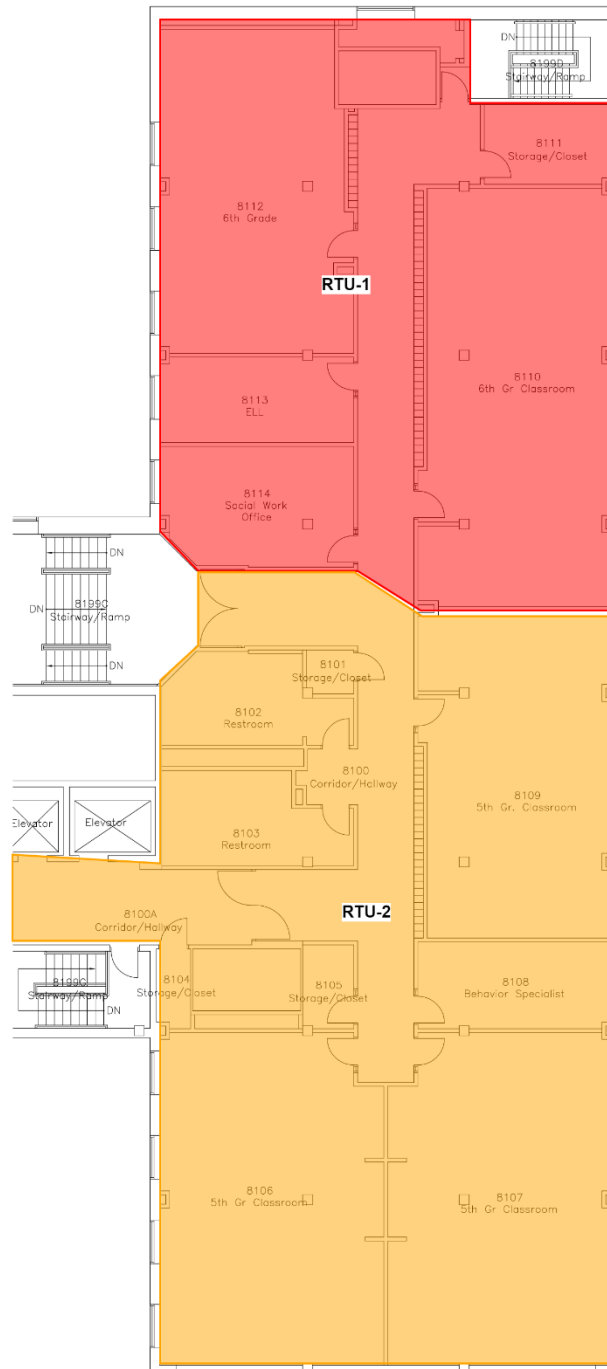 DN
8199D
Stairway/Ramp
8111
Storage/Closet
8112
6th Grade
RTU-1
8110
6th Gr Classroom
8113
ELL
8114
Social Work
Office
DN
DN
8199C
Stairway/Ramp
DN
8101
Storage/Closet
8102
Restroom
8100
Corridor/Hallway
8109
5th Gr. Classroom
Elevator
Elevator
8103
Restroom
RTU-2
8100A
Corridor/Hallway
8199G
Stairway/Ramp
DN
8104
Storage/Closet
8105
Storage/Closet
8108
Behavior Specialist
8106
5th Gr Classroom
8107
5th Gr Classroom